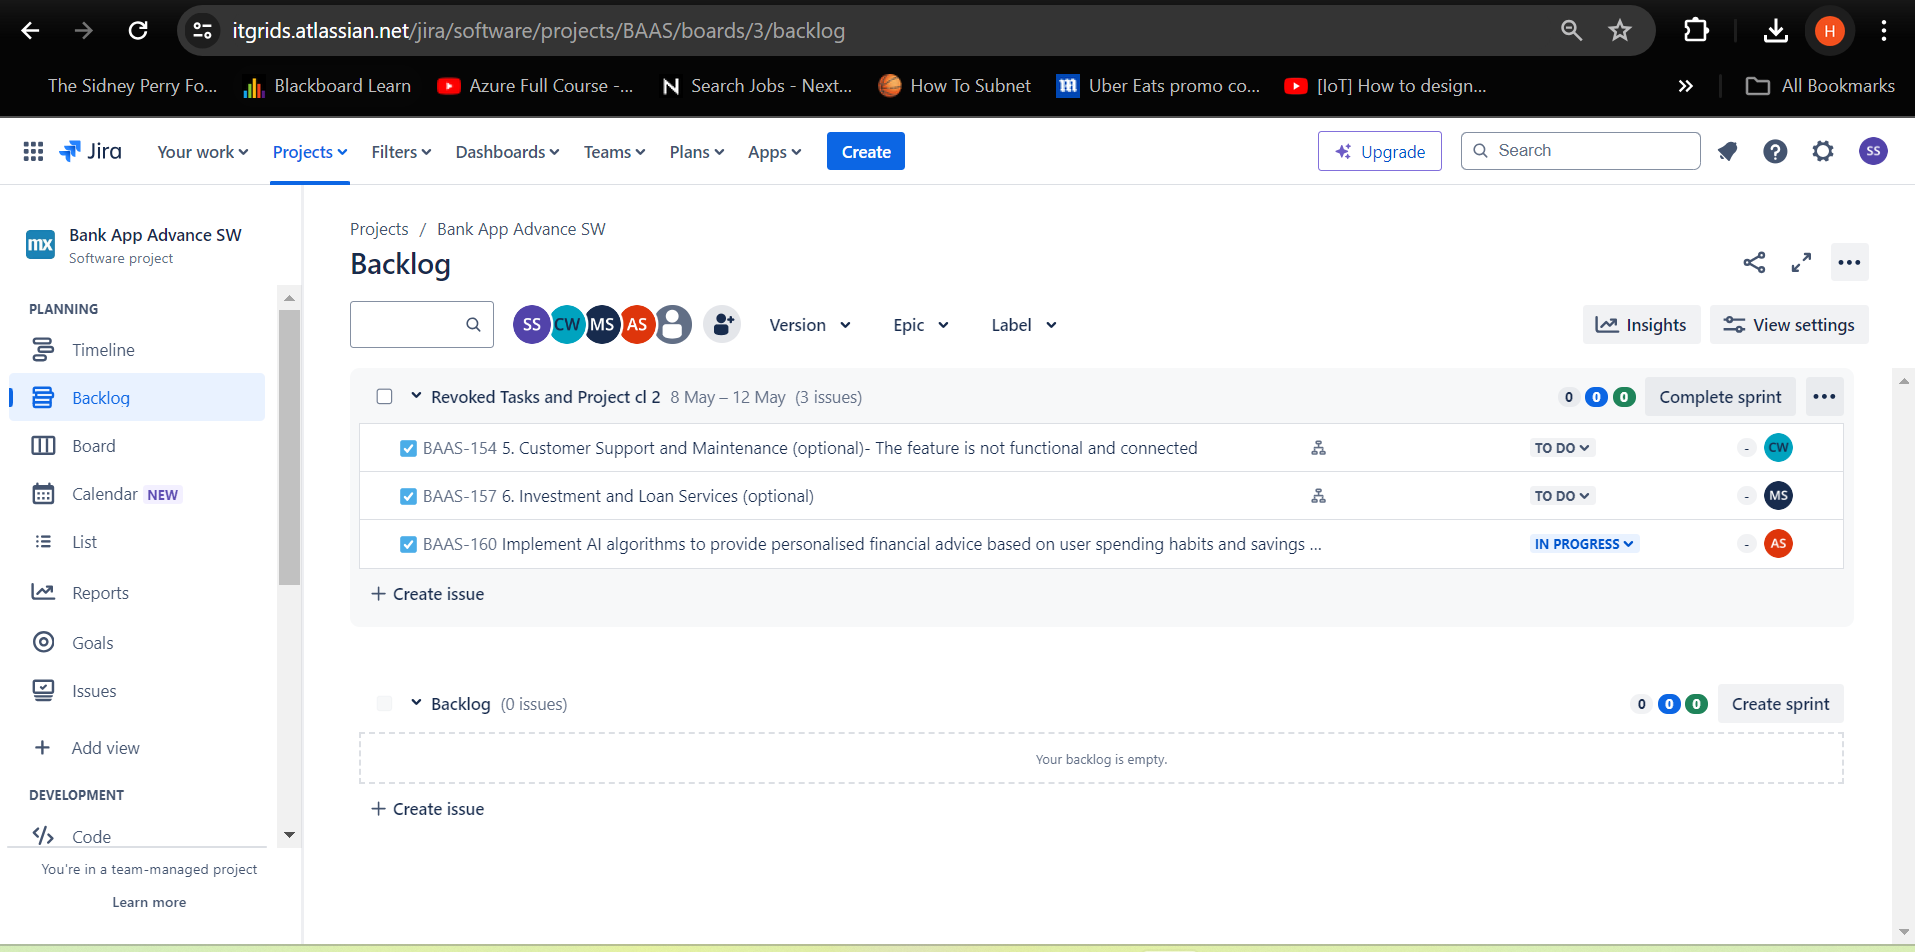 itgrids.atlassian.net/jira/software/projects/BAAS/boards/3/backlog
H
The Sidney Perry Fo... Blackboard Learn Azure Full Course -... Search Jobs - Next... How To Subnet Uber Eats promo co... [IoT] How to design... All Bookmarks
Jira Your work Projects Filters Dashboards Teams Plans Apps Create Upgrade Search SS
mx
Bank App Advance SW
Software project
PLANNING
Timeline
Backlog
Board
Calendar NEW
List
Reports
Goals
Issues
Add view
DEVELOPMENT
Code
You're in a team-managed project
Learn more
Projects / Bank App Advance SW
Backlog
SS CW MS AS Version Epic Label Insights View settings
Revoked Tasks and Project cl 2 8 May – 12 May (3 issues) 0 0 0 Complete sprint
BAAS-154 5. Customer Support and Maintenance (optional)- The feature is not functional and connected TO DO - CW
BAAS-157 6. Investment and Loan Services (optional) TO DO - MS
BAAS-160 Implement AI algorithms to provide personalised financial advice based on user spending habits and savings ... IN PROGRESS - AS
Create issue
Backlog (0 issues) 0 0 0 Create sprint
Your backlog is empty.
Create issue